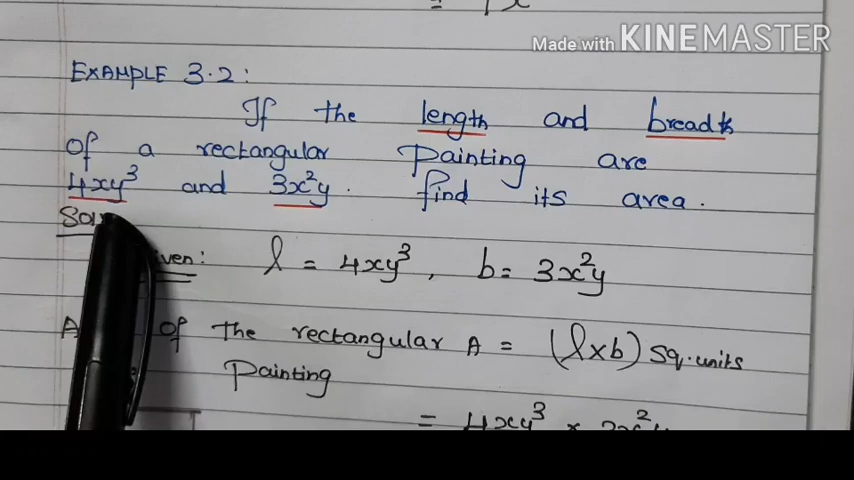 Made with KINEMASTER
EXAMPLE 3.2:
If the length and breadth
of a rectangular Painting are
4xy³ and 3x²y. find its area.
l = 4xy³, b = 3x²y
of the rectangular A = (l×b) sq.units
Painting
= 4xy³ ×